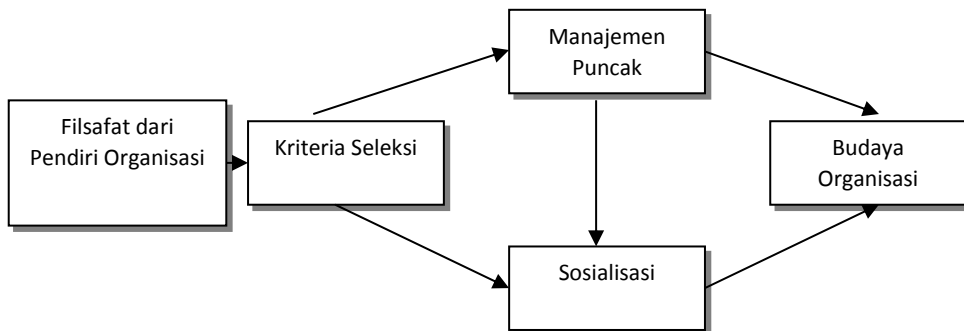 Filsafat dari
Pendiri Organisasi
Kriteria Seleksi
Manajemen
Puncak
Sosialisasi
Budaya
Organisasi